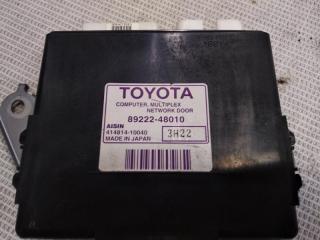 TOYOTA
COMPUTER, MULTIPLEX
NETWORK DOOR
89222-48010
AISIN
414814-10040
MADE IN JAPAN
3H22